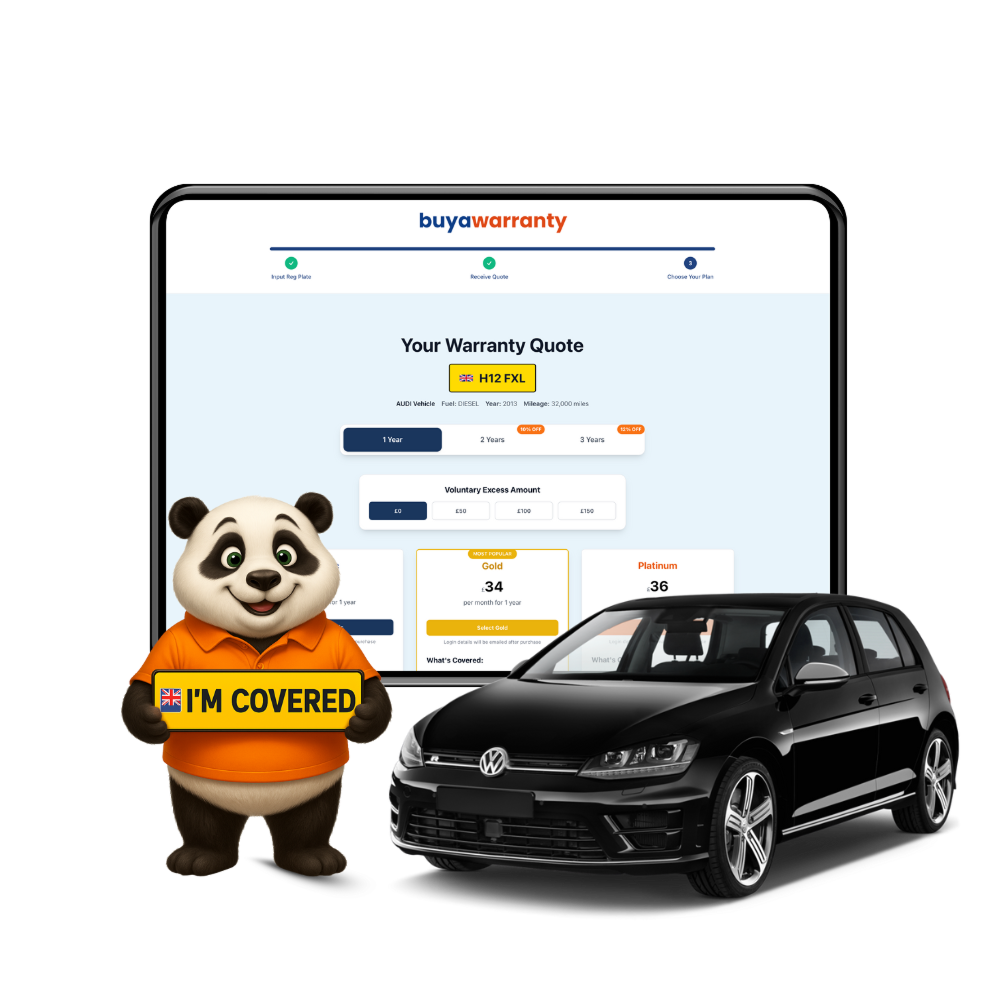 buyawarranty
3
Input Reg Plate
Receive Quote
Choose Your Plan
Your Warranty Quote
H12 FXL
AUDI Vehicle Fuel: DIESEL Year: 2013 Mileage: 32,000 miles
10% OFF
12% OFF
1 Year
2 Years
3 Years
Voluntary Excess Amount
£0
£50
£100
£150
MOST POPULAR
Gold
Platinum
£34
£36
for 1 year
per month for 1 year
Select Gold
purchase
Login details will be emailed after purchase
What's Covered:
What's
I'M COVERED
R
VW